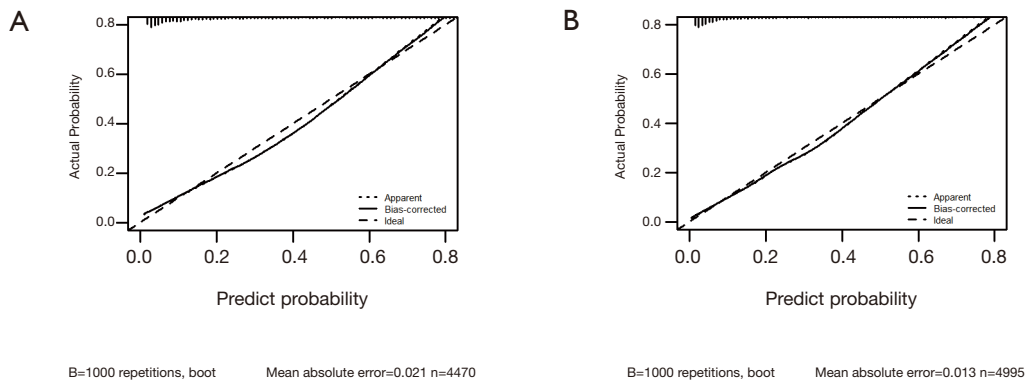 A
0.8
0.6
0.4
0.2
0.0
Actual Probability
Apparent
Bias-corrected
Ideal
0.0 0.2 0.4 0.6 0.8
Predict probability
B=1000 repetitions, boot Mean absolute error=0.021 n=4470
B
0.8
0.6
0.4
0.2
0.0
Actual Probability
Apparent
Bias-corrected
Ideal
0.0 0.2 0.4 0.6 0.8
Predict probability
B=1000 repetitions, boot Mean absolute error=0.013 n=4995